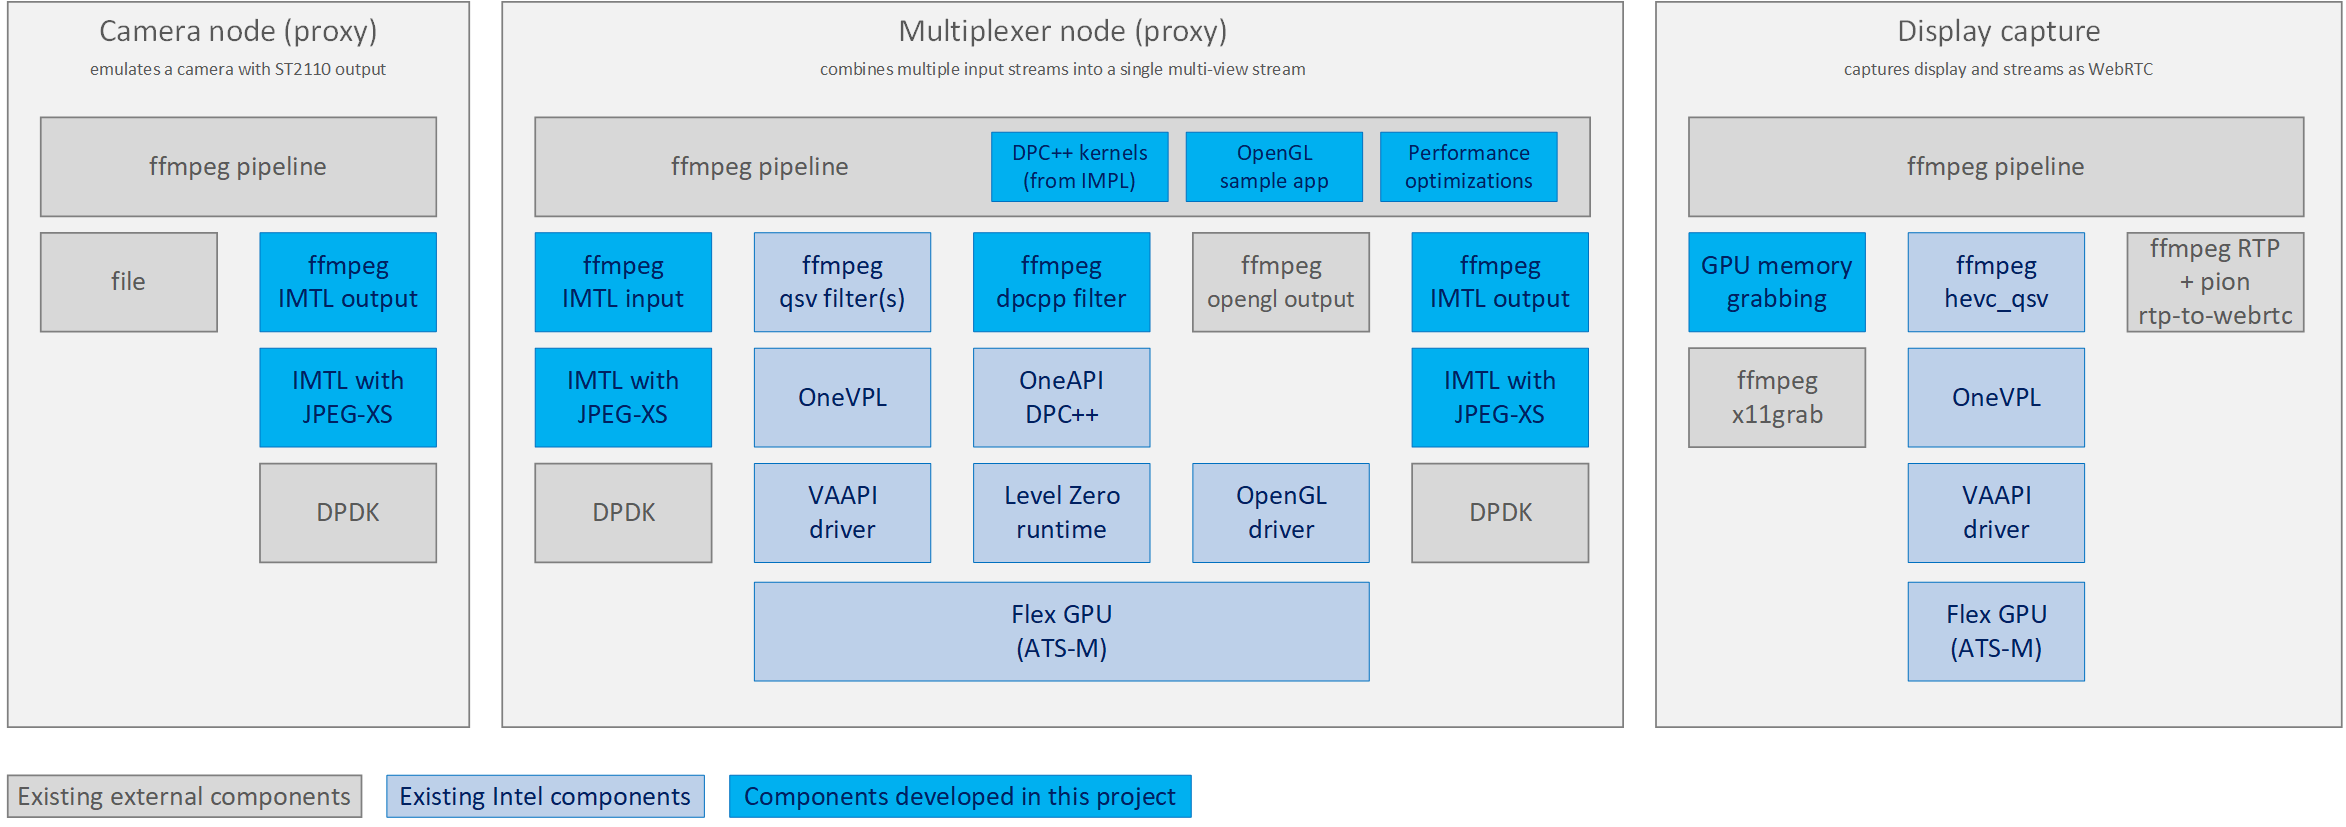 Camera node (proxy)
emulates a camera with ST2110 output
ffmpeg pipeline
file
ffmpeg
IMTL output
IMTL with
JPEG-XS
DPDK
Multiplexer node (proxy)
combines multiple input streams into a single multi-view stream
ffmpeg pipeline
DPC++ kernels
(from IMPL)
OpenGL
sample app
Performance
optimizations
ffmpeg
IMTL input
ffmpeg
qsv filter(s)
ffmpeg
dpcpp filter
ffmpeg
opengl output
ffmpeg
IMTL output
IMTL with
JPEG-XS
OneVPL
OneAPI
DPC++
IMTL with
JPEG-XS
DPDK
VAAPI
driver
Level Zero
runtime
OpenGL
driver
DPDK
Flex GPU
(ATS-M)
Display capture
captures display and streams as WebRTC
ffmpeg pipeline
GPU memory
grabbing
ffmpeg
hevc_qsv
ffmpeg RTP
+ pion
rtp-to-webrtc
ffmpeg
x11grab
OneVPL
VAAPI
driver
Flex GPU
(ATS-M)
Existing external components
Existing Intel components
Components developed in this project